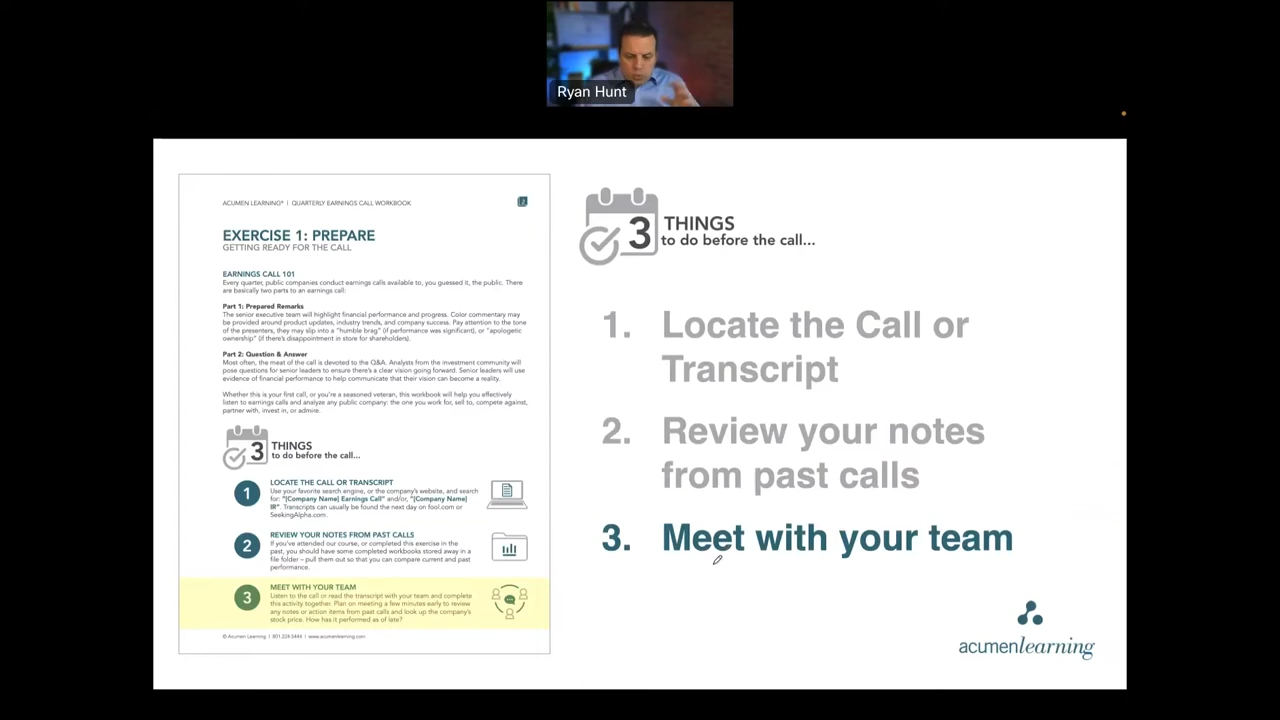 Ryan Hunt
ACUMEN LEARNING® | QUARTERLY EARNINGS CALL WORKBOOK
EXERCISE 1: PREPARE
GETTING READY FOR THE CALL
EARNINGS CALL 101
Every quarter, public companies conduct earnings calls available to, you guessed it, the public. There
are basically two parts to an earnings call:
Part 1: Prepared Remarks
The senior executive team will highlight financial performance and progress. Color commentary may
be provided around product updates, industry trends, and company success. Pay attention to the tone
of the presenters, they may slip into a "humble brag" (if performance was significant), or "apologetic
ownership" (if there's disappointment in store for shareholders).
Part 2: Question & Answer
Most often, the meat of the call is devoted to the Q&A. Analysts from the investment community will
pose questions for senior leaders to ensure there's a clear vision going forward. Senior leaders will use
evidence of financial performance to help communicate that their vision can become a reality.
Whether this is your first call, or you're a seasoned veteran, this workbook will help you effectively
listen to earnings calls and analyze any public company: the one you work for, sell to, compete against,
partner with, invest in, or admire.
3 THINGS
to do before the call...
1 LOCATE THE CALL OR TRANSCRIPT
Use your favorite search engine, or the company's website, and search
for: "[Company Name] Earnings Call" and/or, "[Company Name]
IR". Transcripts can usually be found the next day on fool.com or
SeekingAlpha.com.
2 REVIEW YOUR NOTES FROM PAST CALLS
If you've attended our course, or completed this exercise in the
past, you should have some completed workbooks stored away in a
file folder – pull them out so that you can compare current and past
performance.
3 MEET WITH YOUR TEAM
Listen to the call or read the transcript with your team and complete
this activity together. Plan on meeting a few minutes early to review
any notes or action items from past calls and look up the company's
stock price. How has it performed as of late?
© Acumen Learning | 801.224.5444 | www.acumenlearning.com
3 THINGS
to do before the call...
1. Locate the Call or
Transcript
2. Review your notes
from past calls
3. Meet with your team
acumenlearning